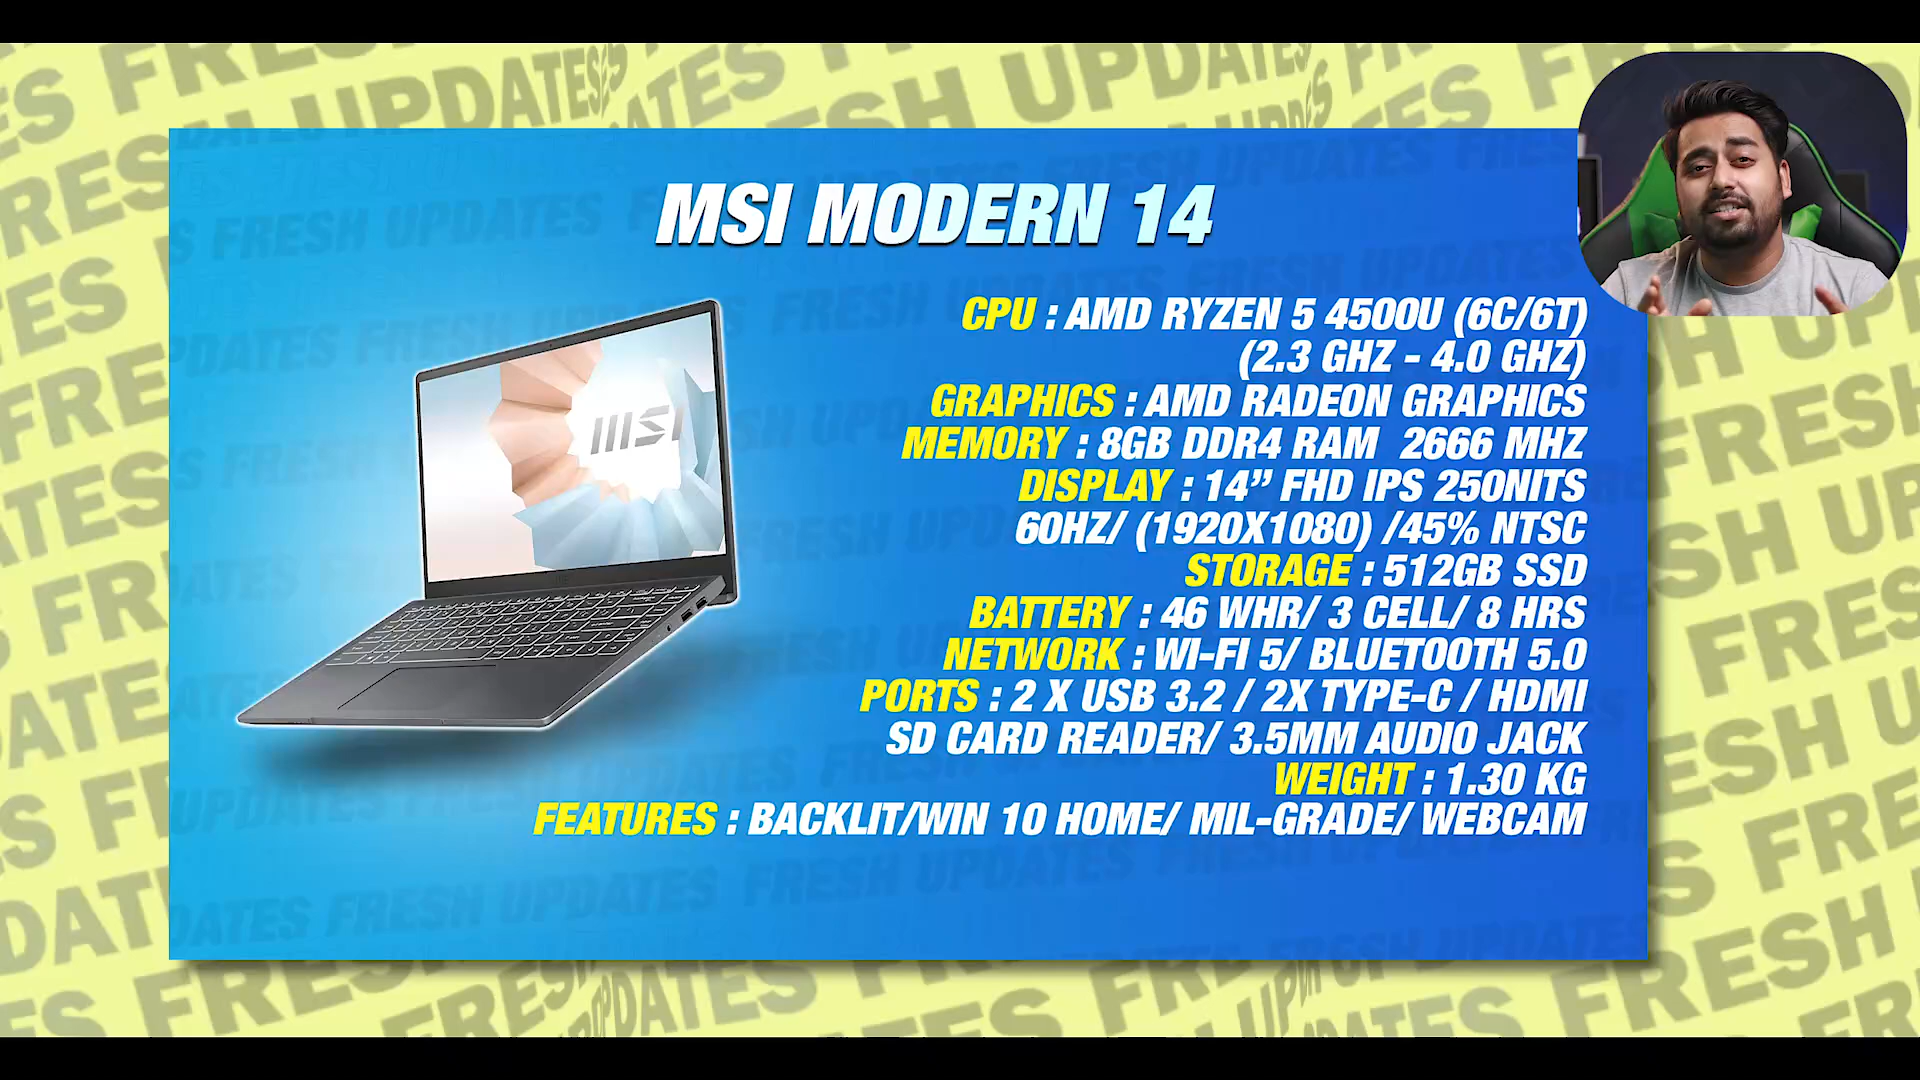 MSI MODERN 14
CPU : AMD RYZEN 5 4500U (6C/6T)
(2.3 GHZ - 4.0 GHZ)
GRAPHICS : AMD RADEON GRAPHICS
MEMORY : 8GB DDR4 RAM 2666 MHZ
DISPLAY : 14” FHD IPS 250NITS
60HZ/ (1920X1080) /45% NTSC
STORAGE : 512GB SSD
BATTERY : 46 WHR/ 3 CELL/ 8 HRS
NETWORK : WI-FI 5/ BLUETOOTH 5.0
PORTS : 2 X USB 3.2 / 2X TYPE-C / HDMI
SD CARD READER/ 3.5MM AUDIO JACK
WEIGHT : 1.30 KG
FEATURES : BACKLIT/WIN 10 HOME/ MIL-GRADE/ WEBCAM
msi
FRESH UPDATES